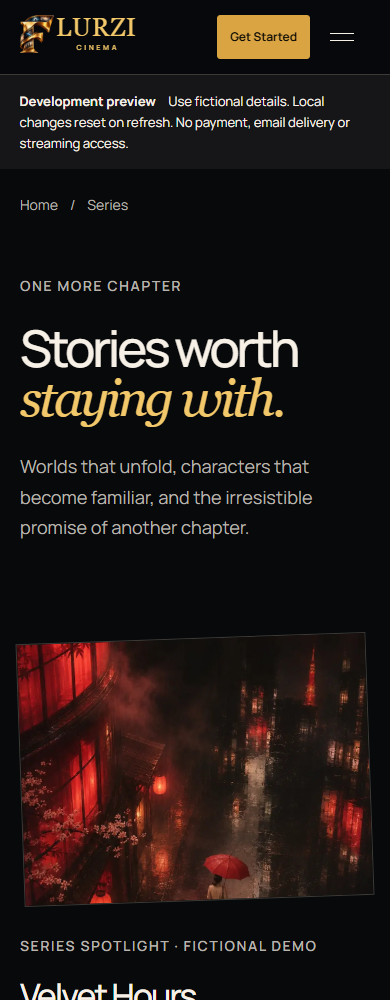 FLURZI
CINEMA
Get Started
Development preview Use fictional details. Local
changes reset on refresh. No payment, email delivery or
streaming access.
Home / Series
ONE MORE CHAPTER
Stories worth
staying with.
Worlds that unfold, characters that
become familiar, and the irresistible
promise of another chapter.
SERIES SPOTLIGHT · FICTIONAL DEMO
Velvet Hours